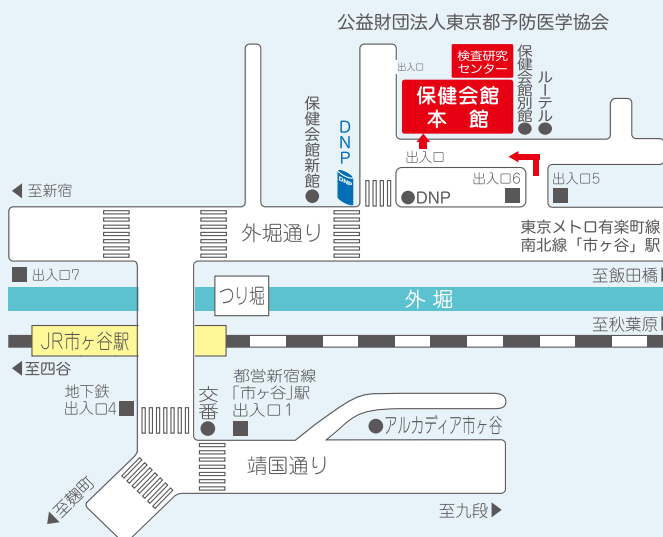 公益財団法人東京都予防医学協会
検査研究
センター
出入口
保健会館
本 館
保健会館別館
ルーテル
保健会館新館
DNP
DNP
出入口
出入口6
出入口5
DNP
至新宿
外堀通り
東京メトロ有楽町線
南北線「市ヶ谷」駅
出入口7
つり堀
外 堀
至飯田橋
至秋葉原
JR市ヶ谷駅
至四谷
地下鉄
出入口4
交番
都営新宿線
「市ヶ谷」駅
出入口1
アルカディア市ヶ谷
靖国通り
至麹町
至九段